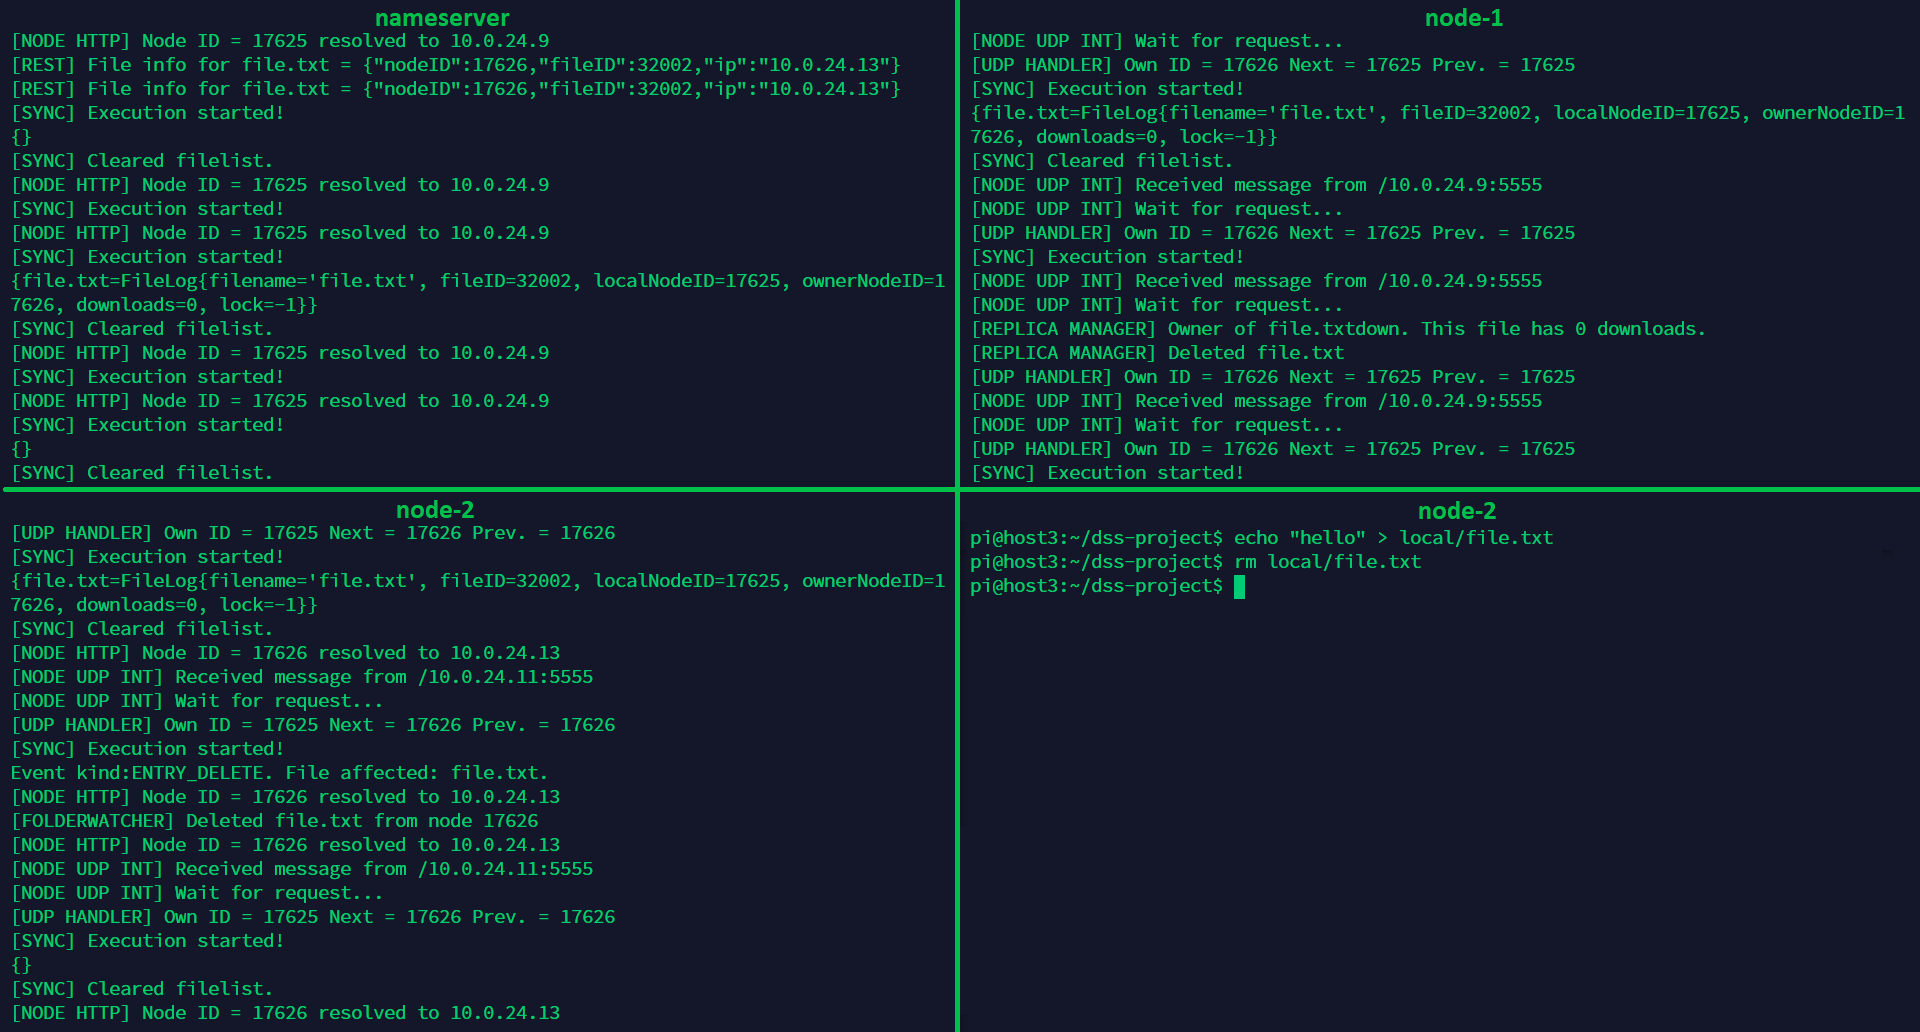 nameserver
[NODE HTTP] Node ID = 17625 resolved to 10.0.24.9
[REST] File info for file.txt = {"nodeID":17626,"fileID":32002,"ip":"10.0.24.13"}
[REST] File info for file.txt = {"nodeID":17626,"fileID":32002,"ip":"10.0.24.13"}
[SYNC] Execution started!
{}
[SYNC] Cleared filelist.
[NODE HTTP] Node ID = 17625 resolved to 10.0.24.9
[SYNC] Execution started!
[NODE HTTP] Node ID = 17625 resolved to 10.0.24.9
[SYNC] Execution started!
{file.txt=FileLog{filename='file.txt', fileID=32002, localNodeID=17625, ownerNodeID=1
7626, downloads=0, lock=-1}}
[SYNC] Cleared filelist.
[NODE HTTP] Node ID = 17625 resolved to 10.0.24.9
[SYNC] Execution started!
[NODE HTTP] Node ID = 17625 resolved to 10.0.24.9
[SYNC] Execution started!
{}
[SYNC] Cleared filelist.
node-1
[NODE UDP INT] Wait for request...
[UDP HANDLER] Own ID = 17626 Next = 17625 Prev. = 17625
[SYNC] Execution started!
{file.txt=FileLog{filename='file.txt', fileID=32002, localNodeID=17625, ownerNodeID=1
7626, downloads=0, lock=-1}}
[SYNC] Cleared filelist.
[NODE UDP INT] Received message from /10.0.24.9:5555
[NODE UDP INT] Wait for request...
[UDP HANDLER] Own ID = 17626 Next = 17625 Prev. = 17625
[SYNC] Execution started!
[NODE UDP INT] Received message from /10.0.24.9:5555
[NODE UDP INT] Wait for request...
[REPLICA MANAGER] Owner of file.txtdown. This file has 0 downloads.
[REPLICA MANAGER] Deleted file.txt
[UDP HANDLER] Own ID = 17626 Next = 17625 Prev. = 17625
[NODE UDP INT] Received message from /10.0.24.9:5555
[NODE UDP INT] Wait for request...
[UDP HANDLER] Own ID = 17626 Next = 17625 Prev. = 17625
[SYNC] Execution started!
node-2
[UDP HANDLER] Own ID = 17625 Next = 17626 Prev. = 17626
[SYNC] Execution started!
{file.txt=FileLog{filename='file.txt', fileID=32002, localNodeID=17625, ownerNodeID=1
7626, downloads=0, lock=-1}}
[SYNC] Cleared filelist.
[NODE HTTP] Node ID = 17626 resolved to 10.0.24.13
[NODE UDP INT] Received message from /10.0.24.11:5555
[NODE UDP INT] Wait for request...
[UDP HANDLER] Own ID = 17625 Next = 17626 Prev. = 17626
[SYNC] Execution started!
Event kind:ENTRY_DELETE. File affected: file.txt.
[NODE HTTP] Node ID = 17626 resolved to 10.0.24.13
[FOLDERWATCHER] Deleted file.txt from node 17626
[NODE HTTP] Node ID = 17626 resolved to 10.0.24.13
[NODE UDP INT] Received message from /10.0.24.11:5555
[NODE UDP INT] Wait for request...
[UDP HANDLER] Own ID = 17625 Next = 17626 Prev. = 17626
[SYNC] Execution started!
{}
[SYNC] Cleared filelist.
[NODE HTTP] Node ID = 17626 resolved to 10.0.24.13
node-2
pi@host3:~/dss-project$ echo "hello" > local/file.txt
pi@host3:~/dss-project$ rm local/file.txt
pi@host3:~/dss-project$